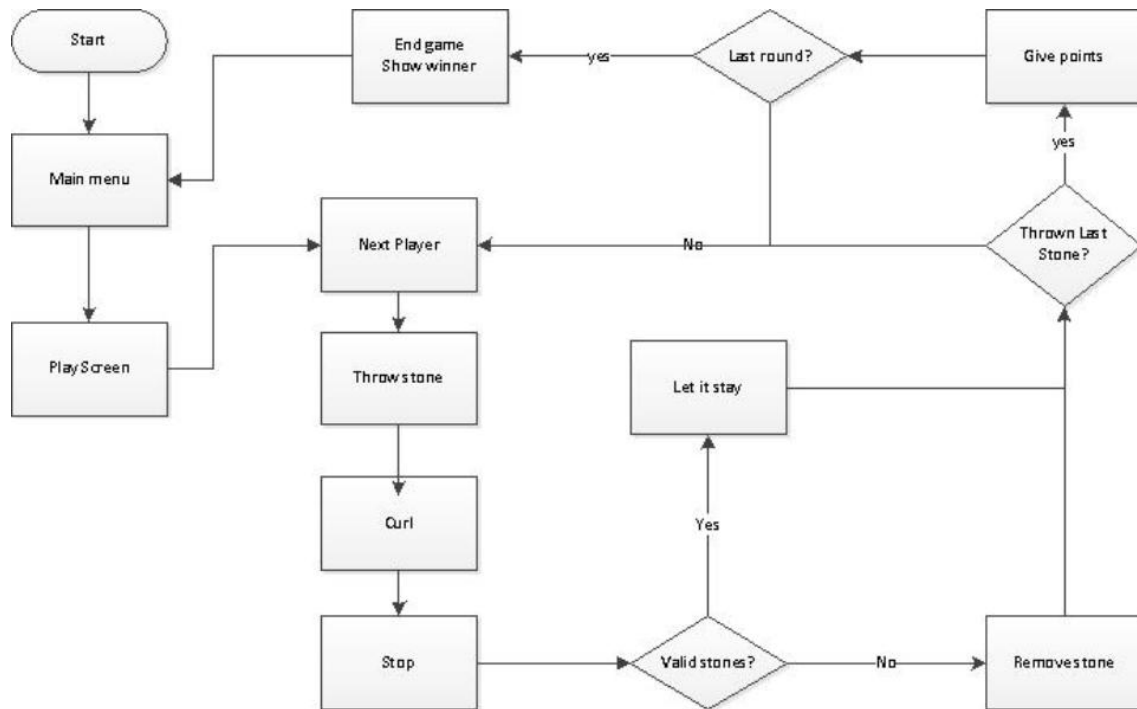 Start
End game
Show winner
yes
Last round?
Give points
yes
Main menu
Next Player
No
Thrown Last
Stone?
Play Screen
Throw stone
Let it stay
Curl
Yes
Stop
Valid stones?
No
Remove stone